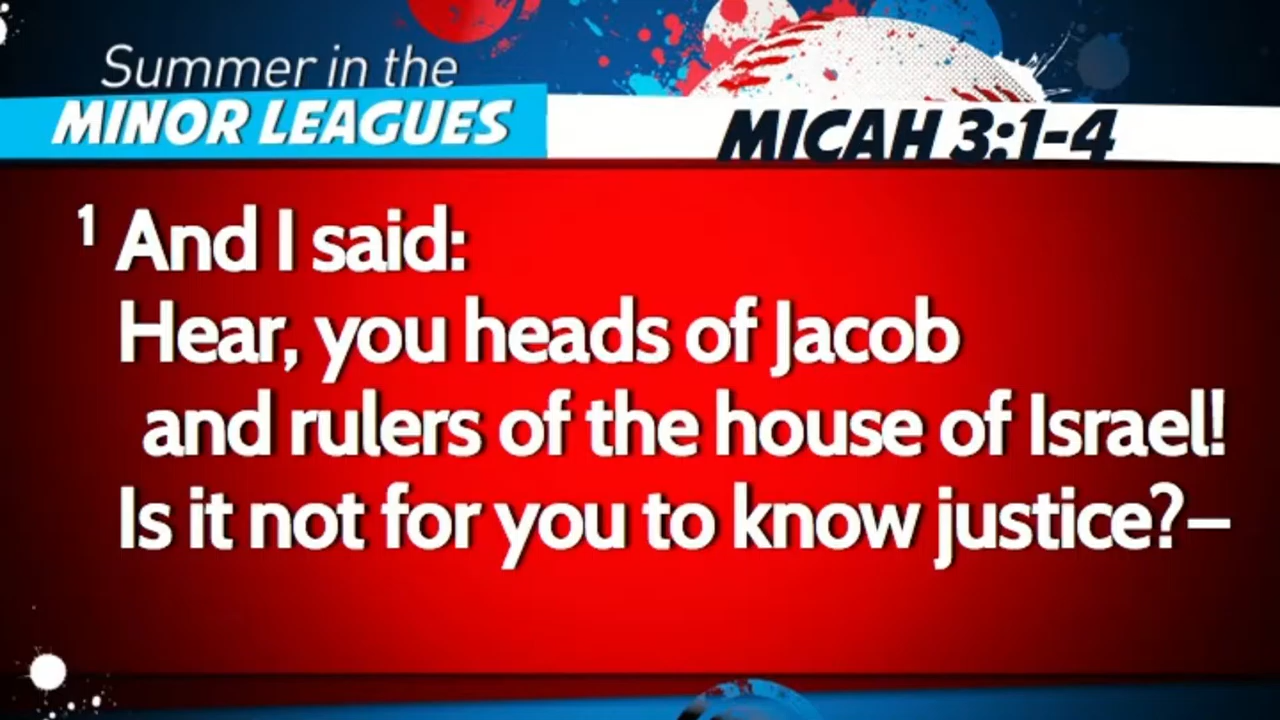 Summer in the
MINOR LEAGUES
MICAH 3:1-4
1 And I said:
Hear, you heads of Jacob
and rulers of the house of Israel!
Is it not for you to know justice?–